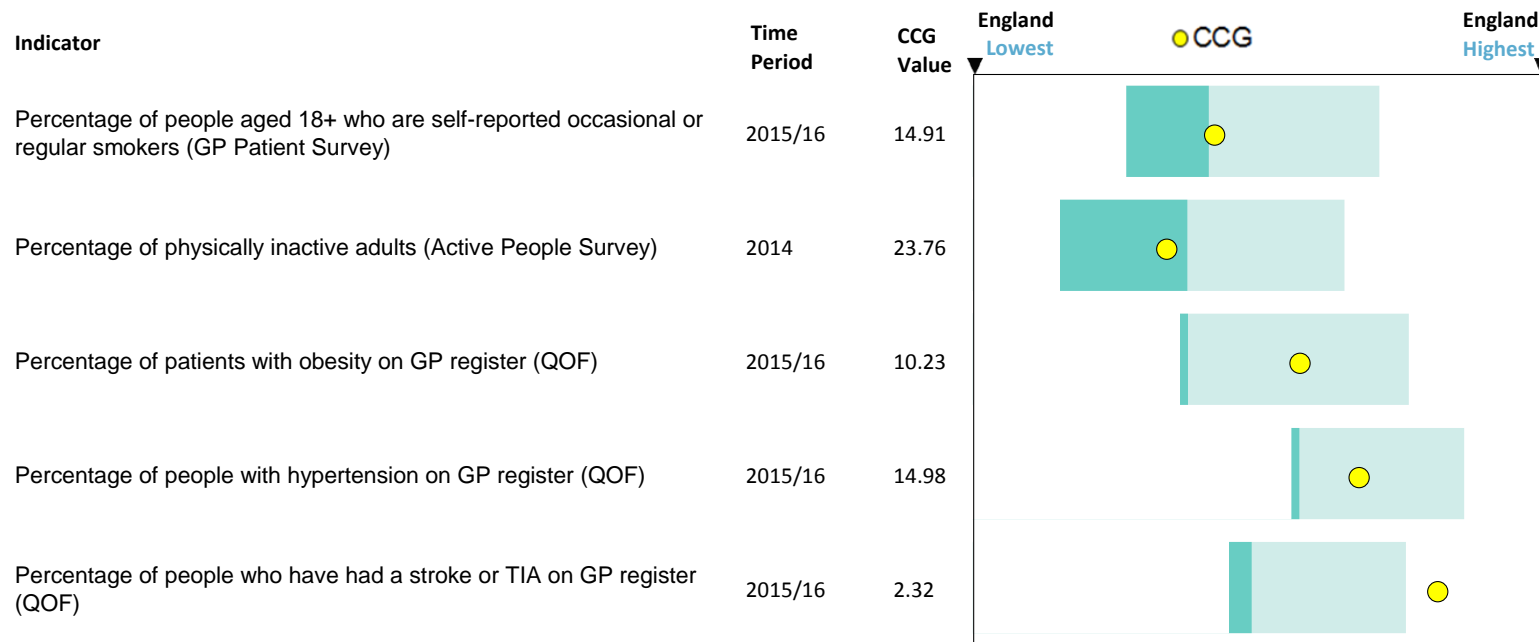 Indicator
Time
Period
CCG
Value
England
Lowest
CCG
England
Highest
Percentage of people aged 18+ who are self-reported occasional or
regular smokers (GP Patient Survey)
2015/16
14.91
Percentage of physically inactive adults (Active People Survey)
2014
23.76
Percentage of patients with obesity on GP register (QOF)
2015/16
10.23
Percentage of people with hypertension on GP register (QOF)
2015/16
14.98
Percentage of people who have had a stroke or TIA on GP register
(QOF)
2015/16
2.32